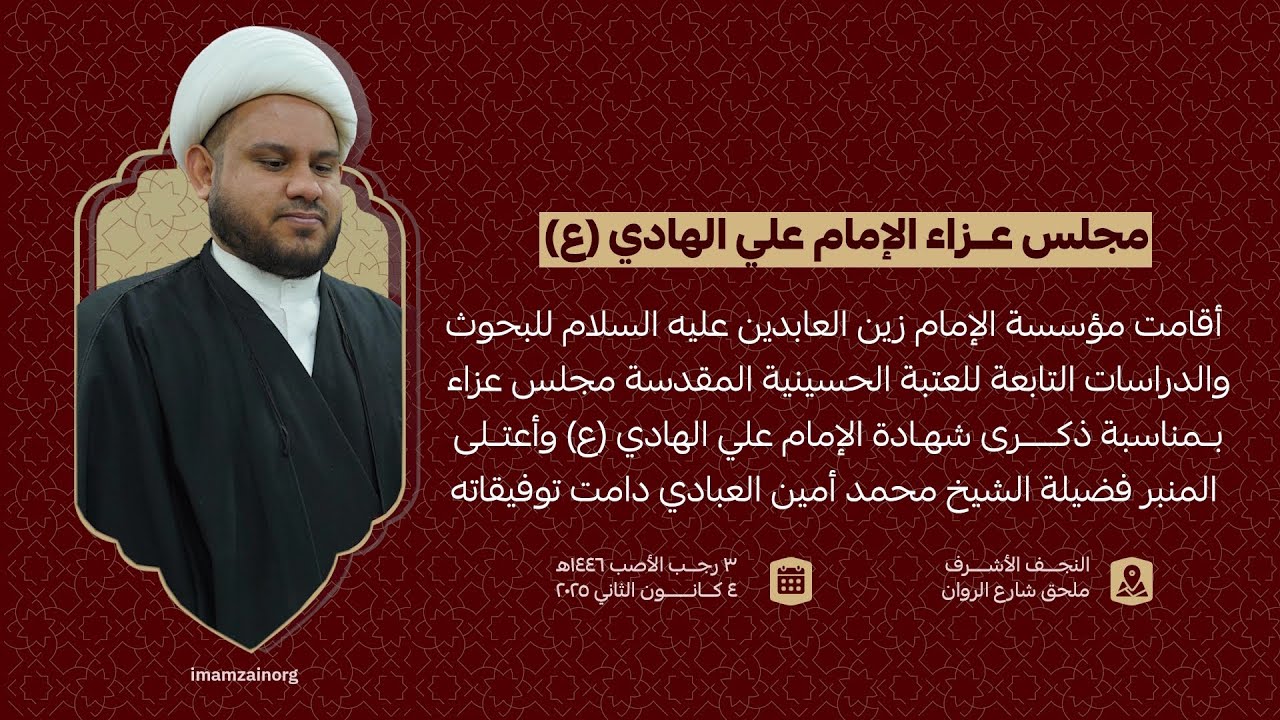 مجلس عزاء الإمام علي الهادي (ع)
أقامت مؤسسة الإمام زين العابدين عليه السلام للبحوث
والدراسات التابعة للعتبة الحسينية المقدسة مجلس عزاء
بمناسبة ذكرى شهادة الإمام علي الهادي (ع) وأعتلى
المنبر فضيلة الشيخ محمد أمين العبادي دامت توفيقاته
النجف الأشرف
ملحق شارع الروان
٣ رجب الأصب ١٤٤٦هـ
٤ كانون الثاني ٢٠٢٥
imamzainorg